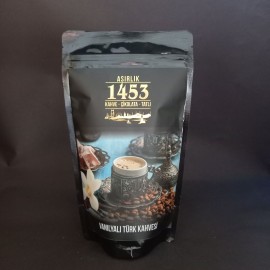 ASIRLIK
1453
KAHVE - ÇİKOLATA - TATLI
VANİLYALI TÜRK KAHVESİ